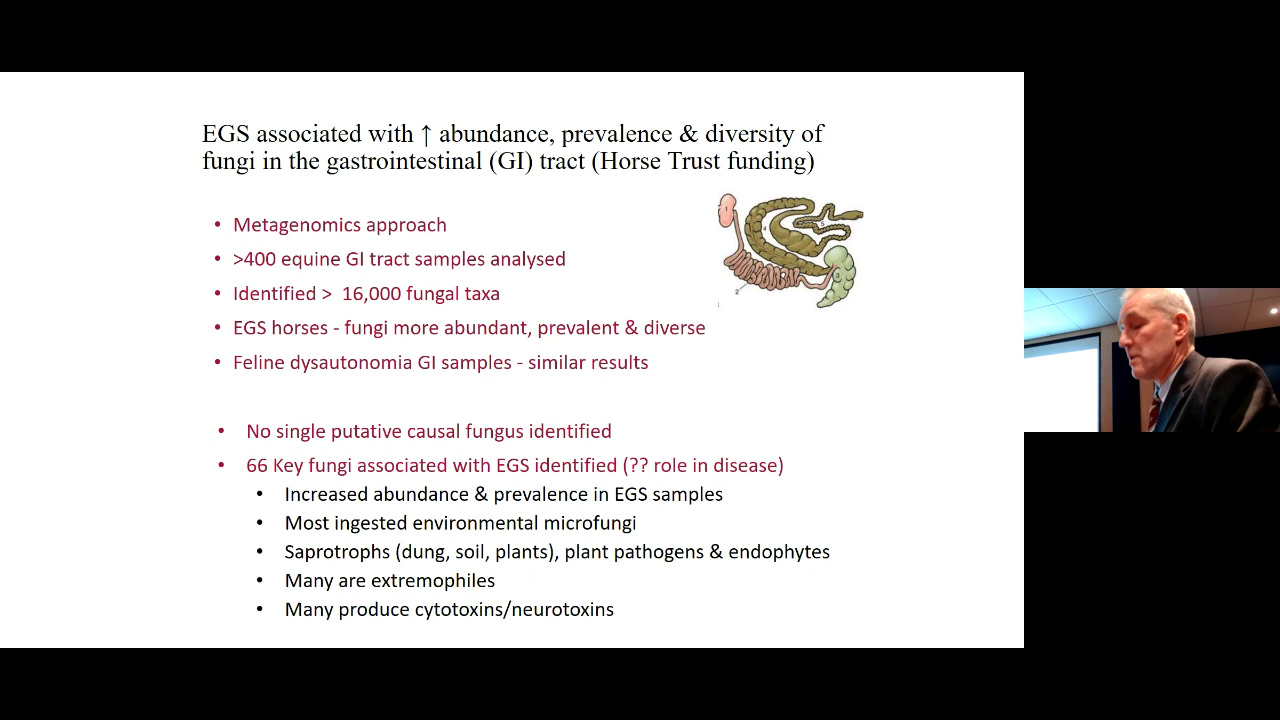 EGS associated with ↑ abundance, prevalence & diversity of
fungi in the gastrointestinal (GI) tract (Horse Trust funding)
• Metagenomics approach
• >400 equine GI tract samples analysed
• Identified > 16,000 fungal taxa
• EGS horses - fungi more abundant, prevalent & diverse
• Feline dysautonomia GI samples - similar results
1
4
5
2
• No single putative causal fungus identified
• 66 Key fungi associated with EGS identified (?? role in disease)
• Increased abundance & prevalence in EGS samples
• Most ingested environmental microfungi
• Saprotrophs (dung, soil, plants), plant pathogens & endophytes
• Many are extremophiles
• Many produce cytotoxins/neurotoxins